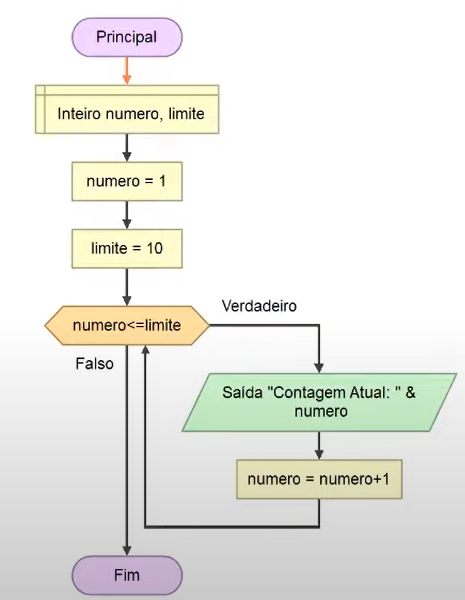 Principal
Inteiro numero, limite
numero = 1
limite = 10
numero<=limite
Verdadeiro
Falso
Saída "Contagem Atual: " &
numero
numero = numero+1
Fim